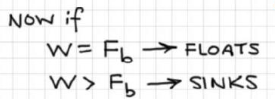 NOW if
W = F_b → FLOATS
W > F_b → SINKS